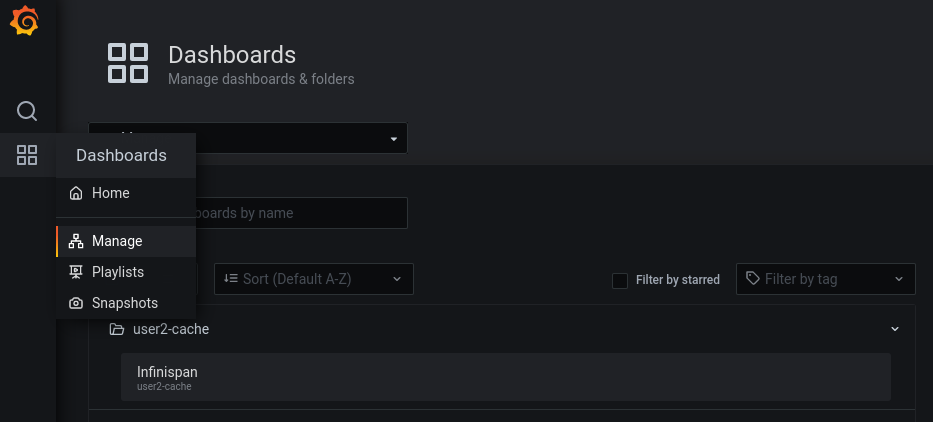 Dashboards
Manage dashboards & folders
Dashboards
Home
Manage
Playlists
Snapshots
boards by name
Sort (Default A-Z)
Filter by starred
Filter by tag
user2-cache
Infinispan
user2-cache